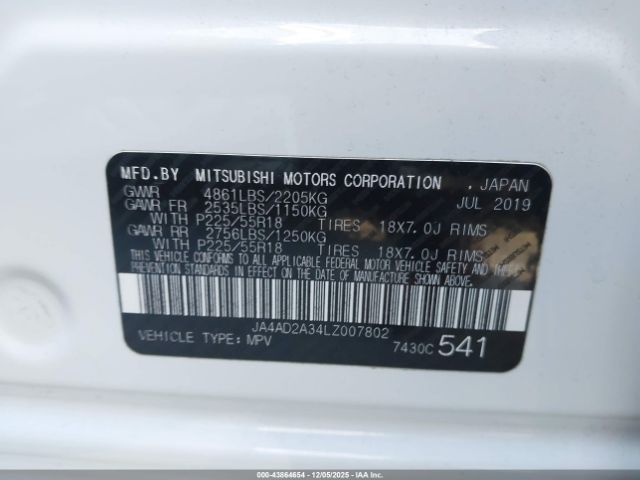 MFD.BY MITSUBISHI MOTORS CORPORATION , JAPAN
GVWR 4861LBS/2205KG JUL 2019
GAWR FR 2535LBS/1150KG
WITH P225/55R18 TIRES 18X7.0J RIMS
GAWR RR 2756LBS/1250KG
WITH P225/55R18 TIRES 18X7.0J RIMS
THIS VEHICLE CONFORMS TO ALL APPLICABLE FEDERAL MOTOR VEHICLE SAFETY AND THEFT
PREVENTION STANDARDS IN EFFECT ON THE DATE OF MANUFACTURE SHOWN ABOVE.
JA4AD2A34LZ007802
VEHICLE TYPE:MPV 7430C 541
000-43864654 | 12/05/2025 - IAAI.COM